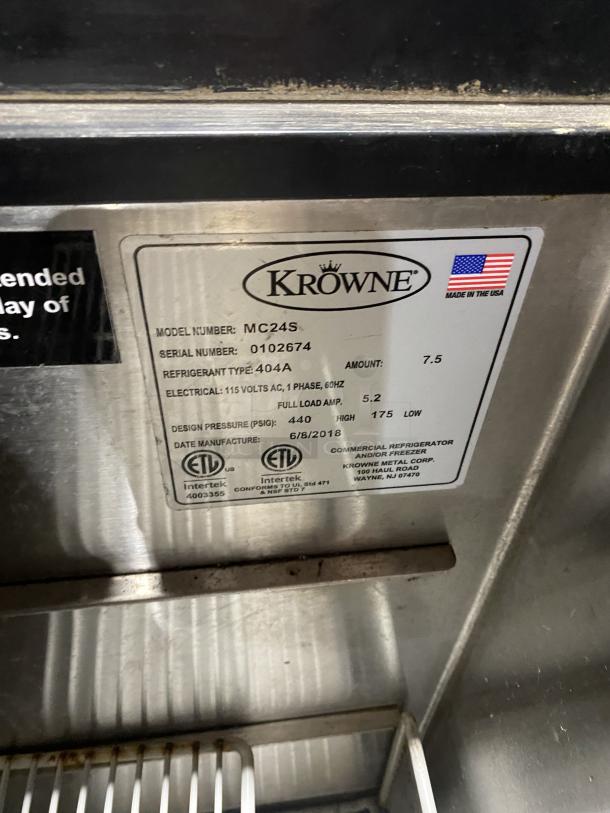 ended
lay of
s.
KROWNE®
MADE IN THE USA
MODEL NUMBER: MC24S
SERIAL NUMBER: 0102674
REFRIGERANT TYPE: 404A AMOUNT: 7.5
ELECTRICAL: 115 VOLTS AC, 1 PHASE, 60HZ
FULL LOAD AMP. 5.2
DESIGN PRESSURE (PSIG): 440 HIGH 175 LOW
DATE MANUFACTURE: 6/8/2018
ETL US
Intertek
4003355
ETL
Intertek
CONFORMS TO UL Std 471
& NSF STD 7
COMMERCIAL REFRIGERATOR
AND/OR FREEZER
KROWNE METAL CORP.
100 HAUL ROAD
WAYNE, NJ 07470